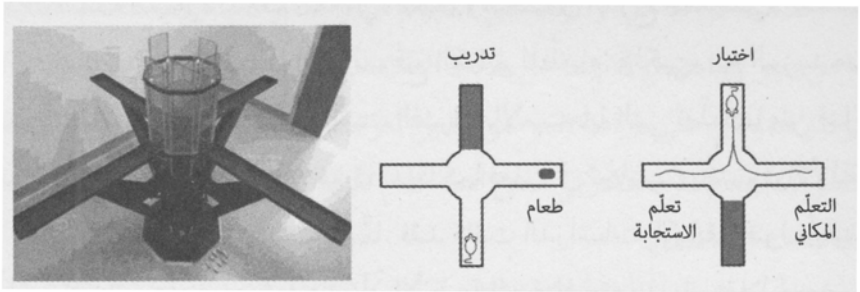 تدريب
اختبار
طعام
تعلّم
الاستجابة
التعلّم
المكاني